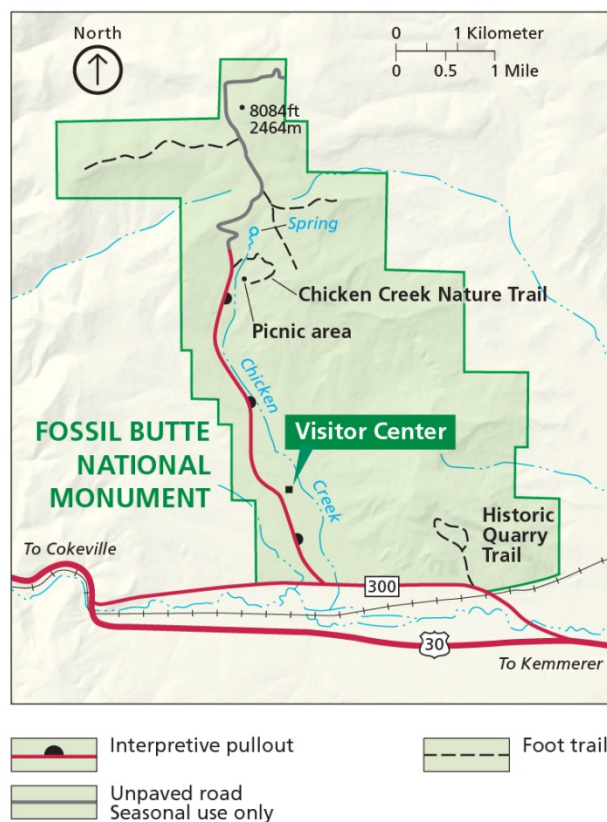 North
0 1 Kilometer
0 0.5 1 Mile
8084ft
2464m
Spring
Chicken Creek Nature Trail
Picnic area
Chicken
Creek
FOSSIL BUTTE
NATIONAL
MONUMENT
Visitor Center
Historic
Quarry
Trail
To Cokeville
300
30
To Kemmerer
Interpretive pullout
Foot trail
Unpaved road
Seasonal use only